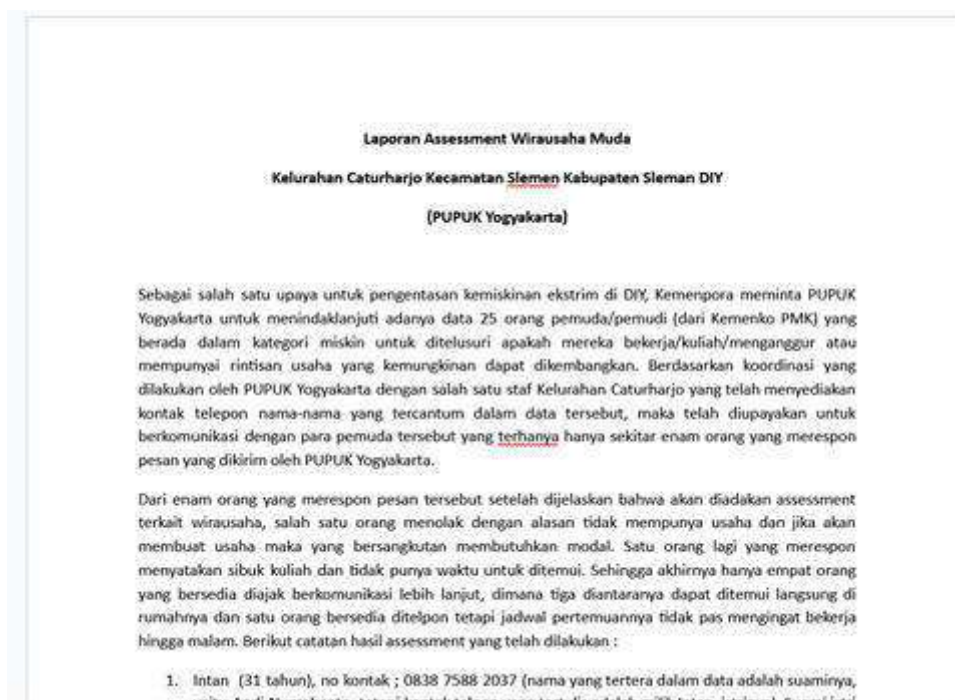 Laporan Assessment Wirausaha Muda
Kelurahan Caturharjo Kecamatan Slemen Kabupaten Sleman DIY
(PUPUK Yogyakarta)
Sebagai salah satu upaya untuk pengentasan kemiskinan ekstrim di DIY, Kemenpora meminta PUPUK
Yogyakarta untuk menindaklanjuti adanya data 25 orang pemuda/pemudi (dari Kemenko PMK) yang
berada dalam kategori miskin untuk ditelusuri apakah mereka bekerja/kuliah/menganggur atau
mempunyai rintisan usaha yang kemungkinan dapat dikembangkan. Berdasarkan koordinasi yang
dilakukan oleh PUPUK Yogyakarta dengan salah satu staf Kelurahan Caturharjo yang telah menyediakan
kontak telepon nama-nama yang tercantum dalam data tersebut, maka telah diupayakan untuk
berkomunikasi dengan para pemuda tersebut yang terhanya hanya sekitar enam orang yang merespon
pesan yang dikirim oleh PUPUK Yogyakarta.
Dari enam orang yang merespon pesan tersebut setelah dijelaskan bahwa akan diadakan assessment
terkait wirausaha, salah satu orang menolak dengan alasan tidak mempunya usaha dan jika akan
membuat usaha maka yang bersangkutan membutuhkan modal. Satu orang lagi yang merespon
menyatakan sibuk kuliah dan tidak punya waktu untuk ditemui. Sehingga akhirnya hanya empat orang
yang bersedia diajak berkomunikasi lebih lanjut, dimana tiga diantaranya dapat ditemui langsung di
rumahnya dan satu orang bersedia ditelpon tetapi jadwal pertemuannya tidak pas mengingat bekerja
hingga malam. Berikut catatan hasil assessment yang telah dilakukan :
1. Intan (31 tahun), no kontak ; 0838 7588 2037 (nama yang tertera dalam data adalah suaminya,